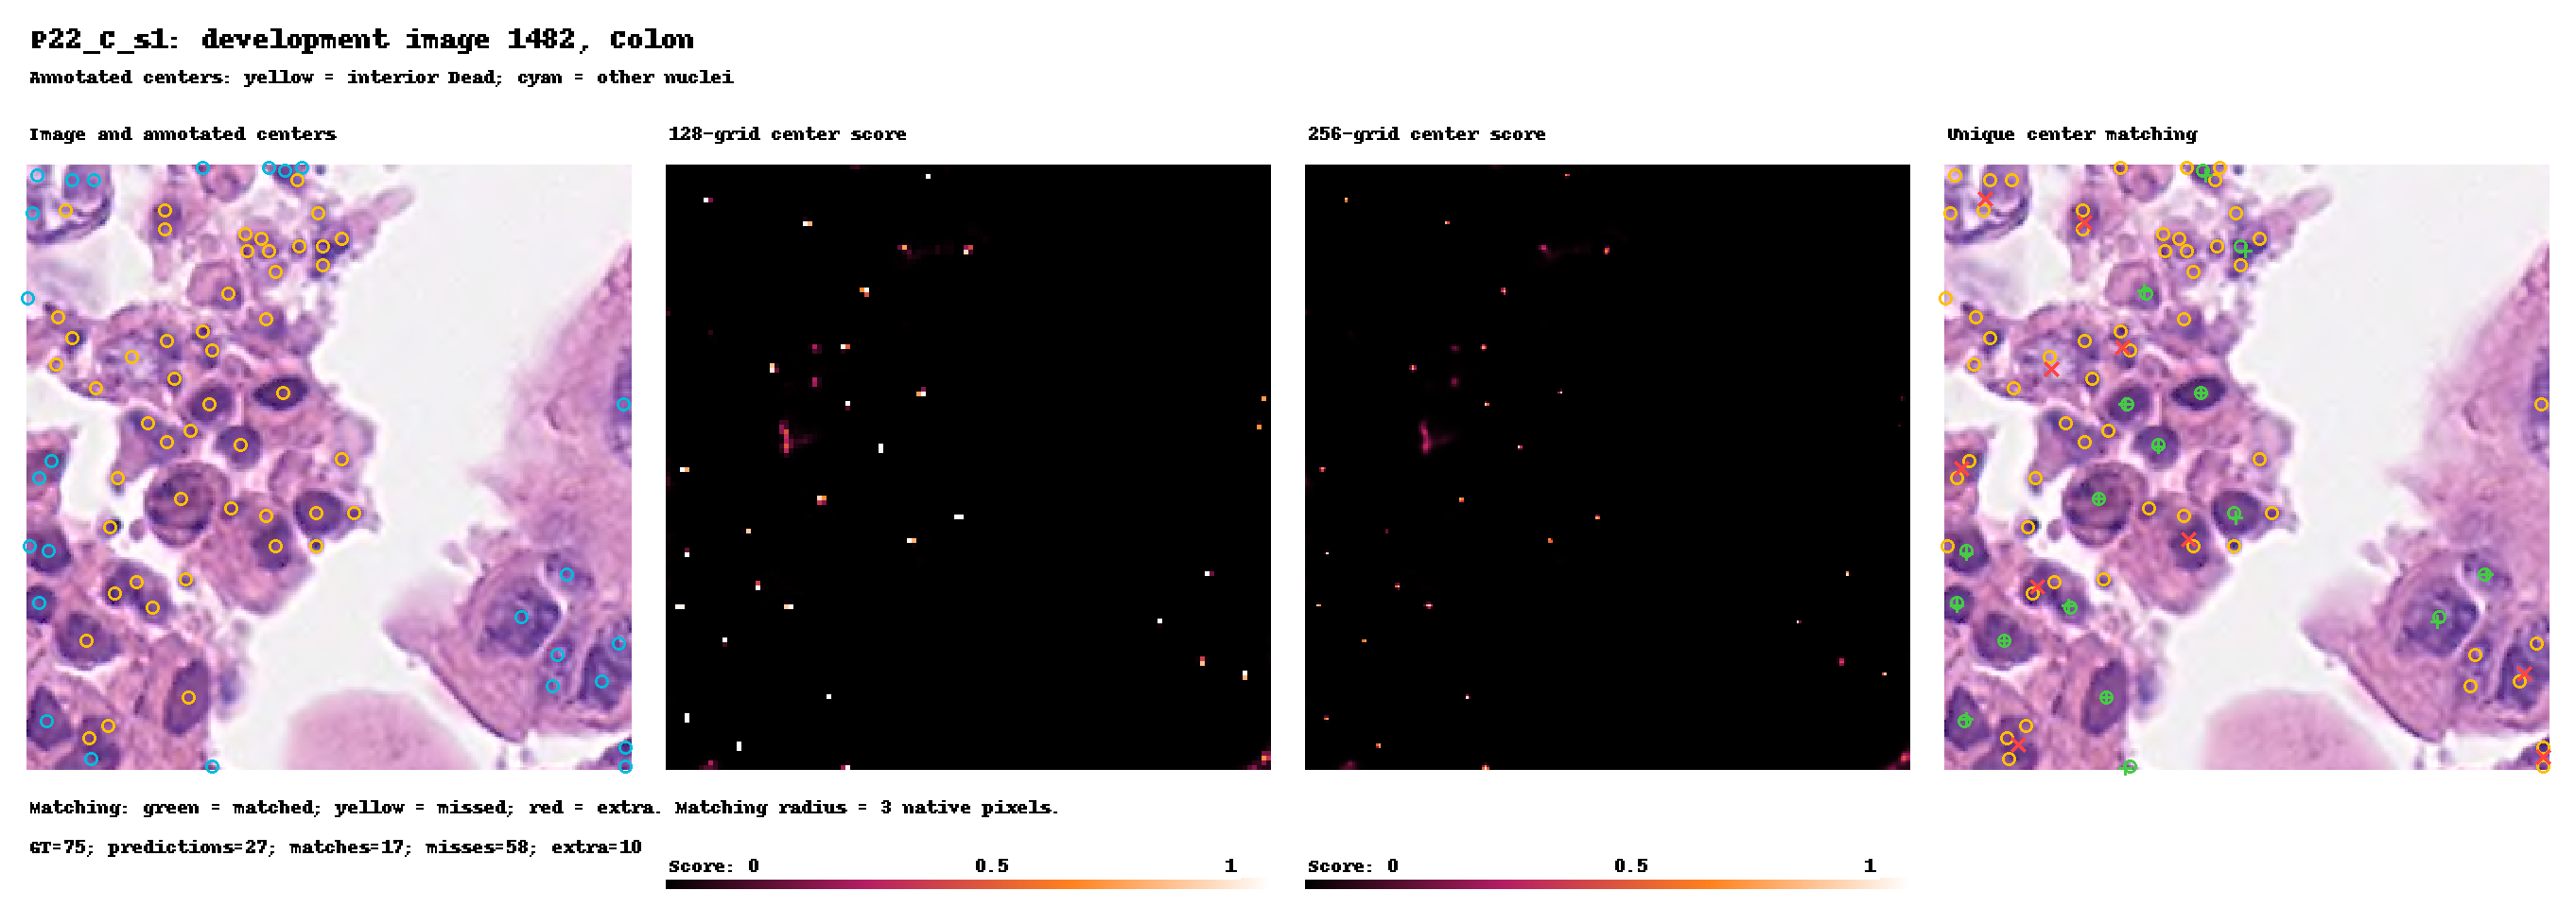 P22_C_s1: development image 1482, Colon
Annotated centers: yellow = interior Dead; cyan = other nuclei
Image and annotated centers
128-grid center score
256-grid center score
Unique center matching
Matching: green = matched; yellow = missed; red = extra. Matching radius = 3 native pixels.
GT=75; predictions=27; matches=17; misses=58; extra=10
Score: 0 0.5 1
Score: 0 0.5 1